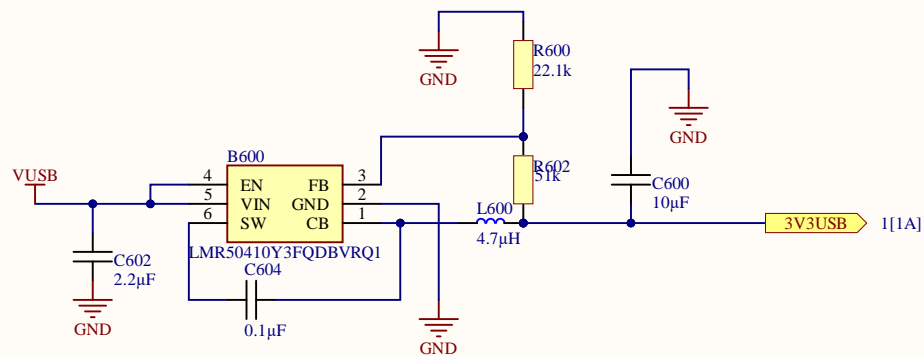 GND
R600
22.1k
GND
B600
R602
51k
VUSB
4
EN
FB
3
5
VIN
GND
2
6
SW
CB
1
C600
10µF
L600
4.7µH
3V3USB
1[1A]
LMR50410Y3FQDBVRQ1
C602
2.2µF
C604
0.1µF
GND
GND